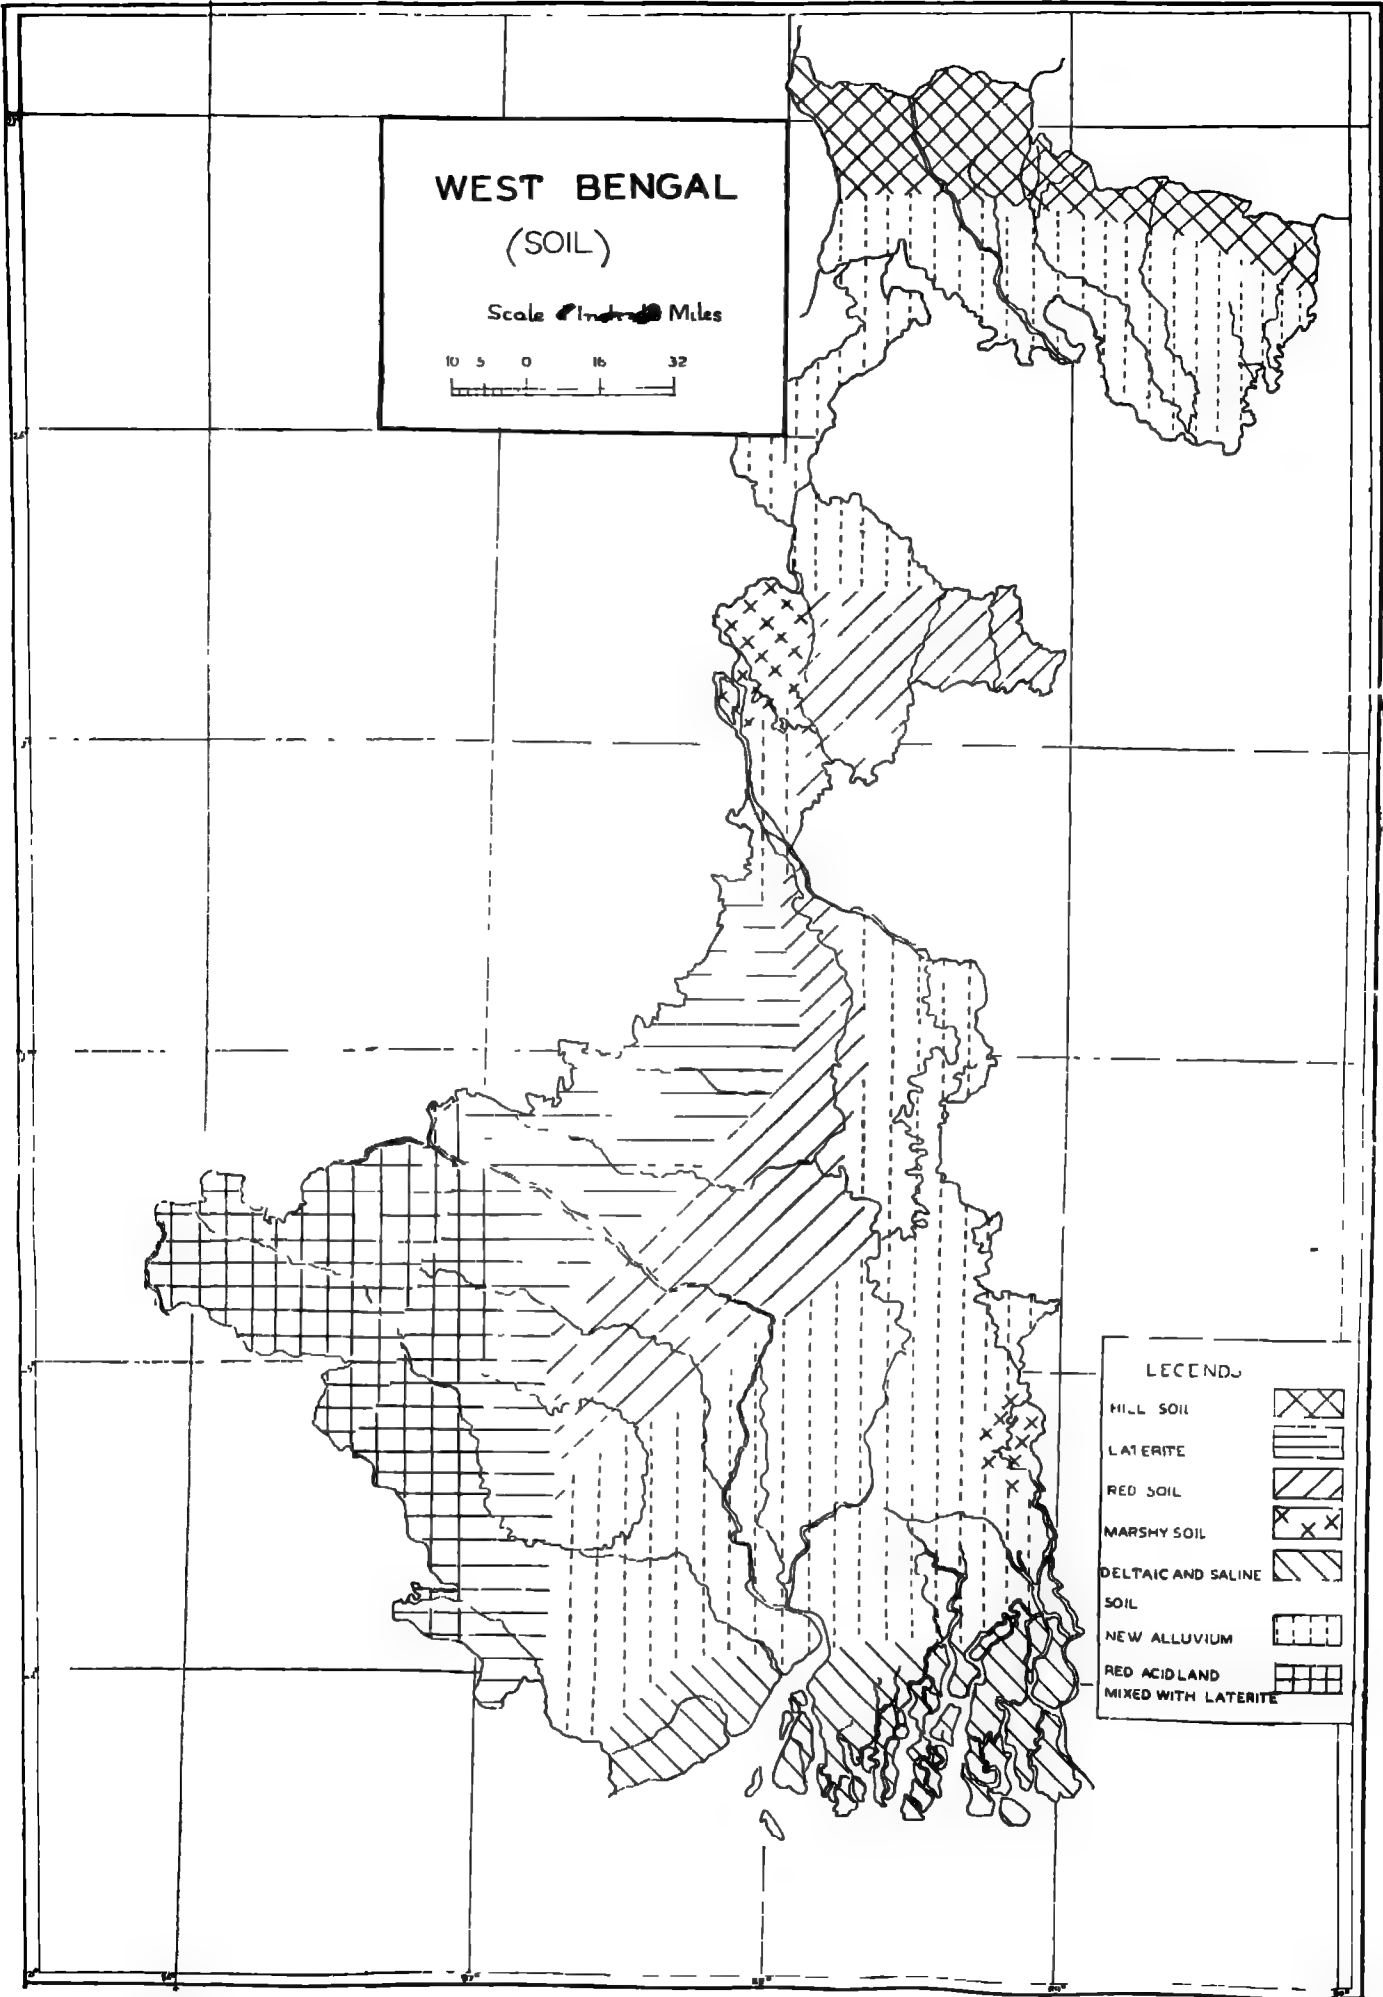 WEST BENGAL
(SOIL)
Scale Miles
10 5 0 16 32
LEGENDS
HILL SOIL
LATERITE
RED SOIL
MARSHY SOIL
DELTAIC AND SALINE
SOIL
NEW ALLUVIUM
RED ACID LAND
MIXED WITH LATERITE